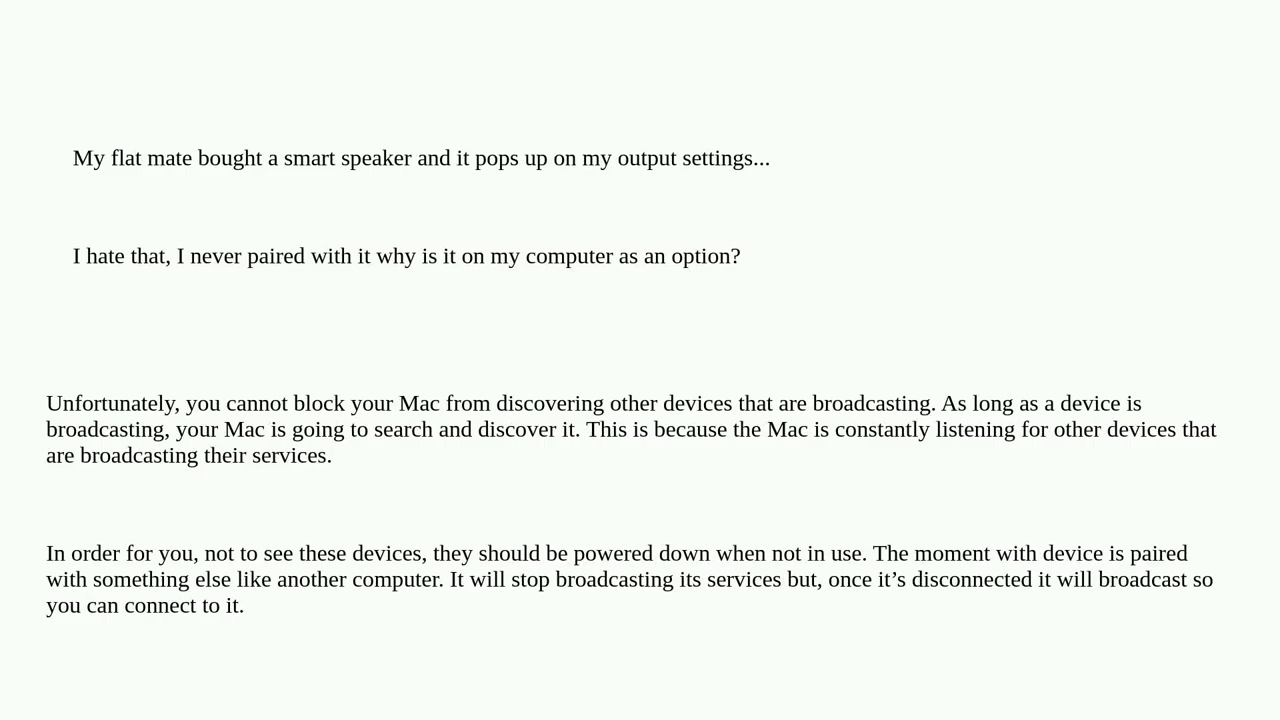 My flat mate bought a smart speaker and it pops up on my output settings...
I hate that, I never paired with it why is it on my computer as an option?
Unfortunately, you cannot block your Mac from discovering other devices that are broadcasting. As long as a device is
broadcasting, your Mac is going to search and discover it. This is because the Mac is constantly listening for other devices that
are broadcasting their services.
In order for you, not to see these devices, they should be powered down when not in use. The moment with device is paired
with something else like another computer. It will stop broadcasting its services but, once it’s disconnected it will broadcast so
you can connect to it.